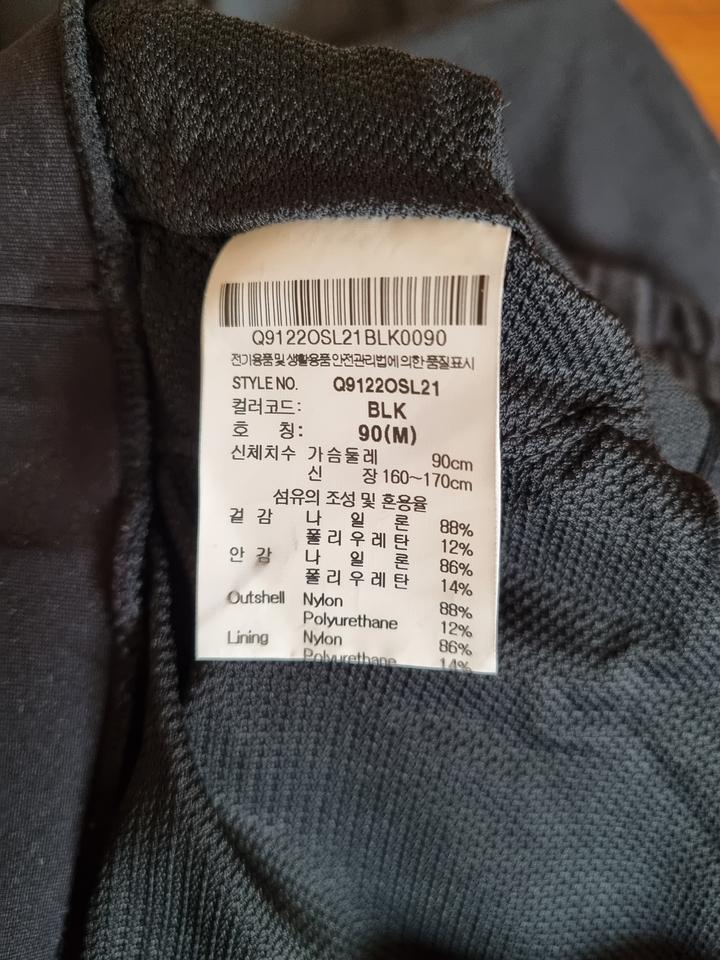 Q9122OSL21BLK0090
전기용품및생활용품안전관리법에의한품질표시
STYLE NO. Q9122OSL21
컬러코드: BLK
호 칭: 90(M)
신체치수 가슴둘레 90cm
신 장 160~170cm
섬유의 조성 및 혼용율
겉 감 나 일 론 88%
폴 리 우 레 탄 12%
안 감 나 일 론 86%
폴 리 우 레 탄 14%
Outshell Nylon 88%
Polyurethane 12%
Lining Nylon 86%
Polyurethane 14%